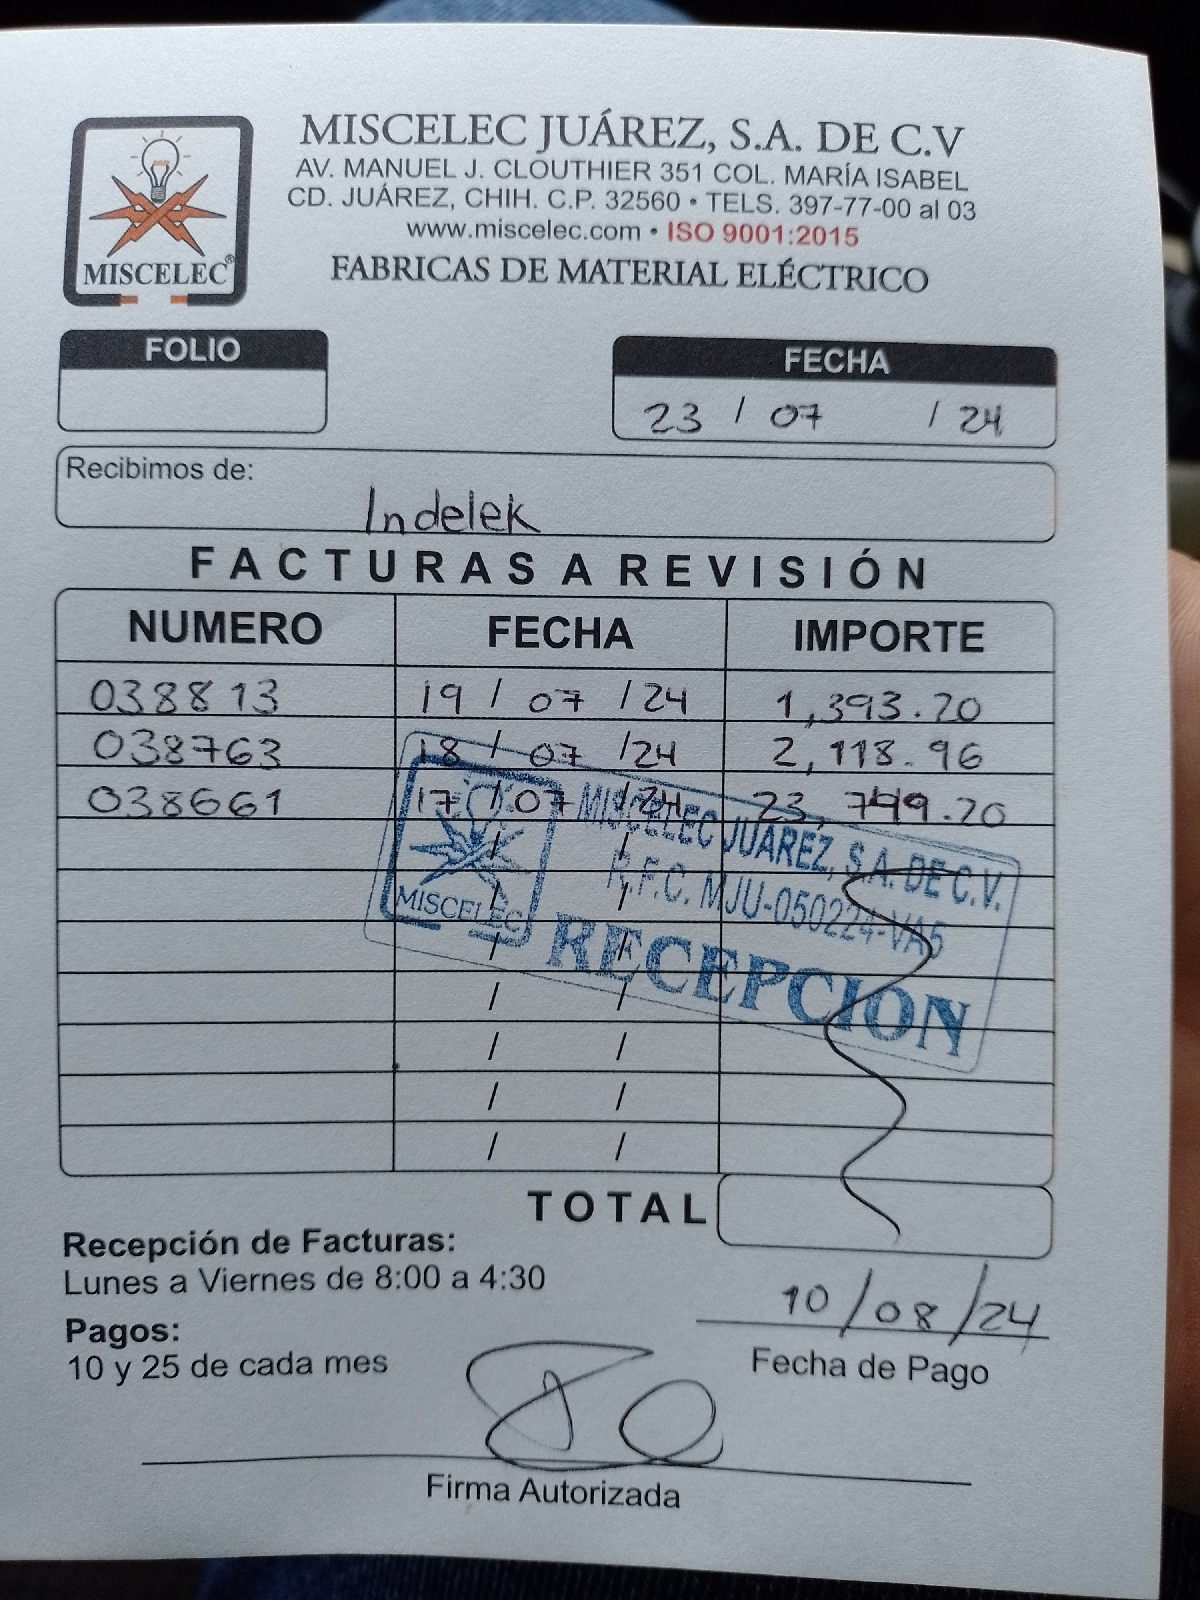 MISCELEC JUÁREZ, S.A. DE C.V
AV. MANUEL J. CLOUTHIER 351 COL. MARÍA ISABEL
CD. JUÁREZ, CHIH. C.P. 32560 • TELS. 397-77-00 al 03
www.miscelec.com • ISO 9001:2015
FABRICAS DE MATERIAL ELÉCTRICO
MISCELEC®
FOLIO
FECHA
23 / 07 / 24
Recibimos de:
Indelek
FACTURAS A REVISIÓN
NUMERO FECHA IMPORTE
038813 19 / 07 / 24 1,393.20
038763 18 / 07 / 24 2,118.96
038661 17 / 07 / 24 23, .20
/ /
/ /
/ /
/ /
/ /
/ /
/ /
MISCELEC JUÁREZ, S.A. DE C.V.
R.F.C. MJU-050224-VA5
MISCELEC
RECEPCION
TOTAL
Recepción de Facturas:
Lunes a Viernes de 8:00 a 4:30
10/08/24
Pagos:
Fecha de Pago
10 y 25 de cada mes
Firma Autorizada